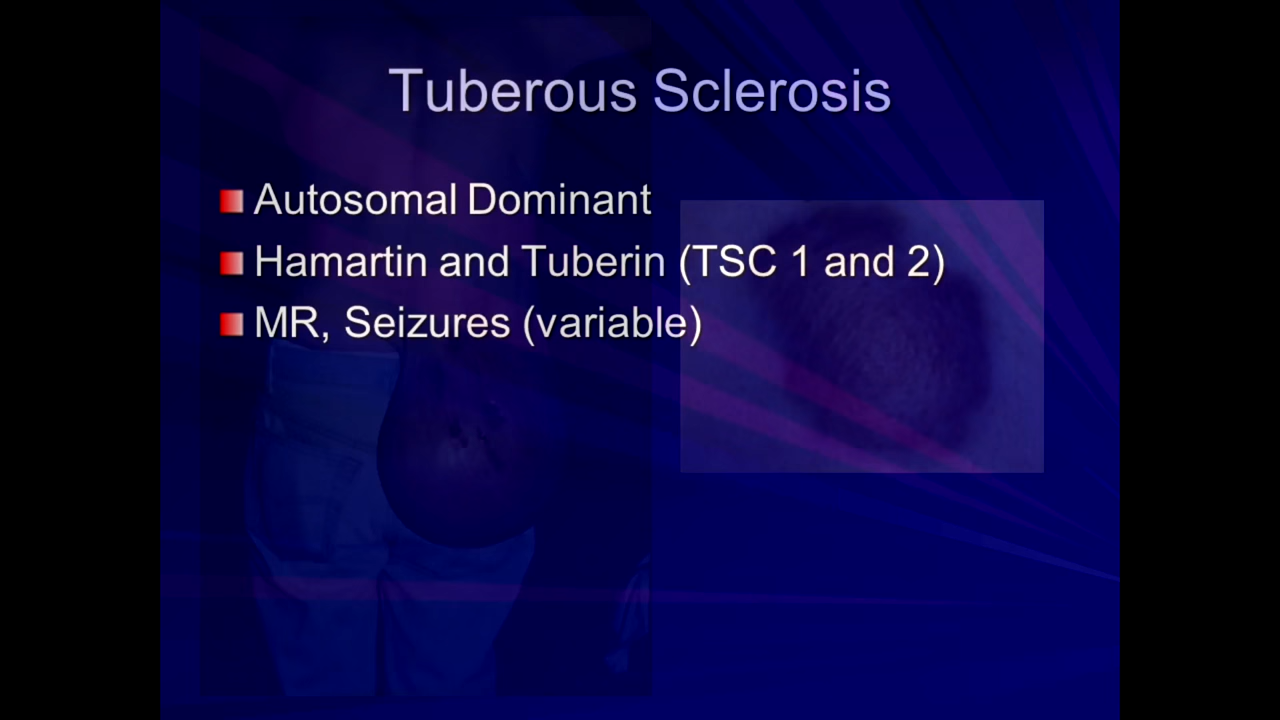 Tuberous Sclerosis
Autosomal Dominant
Hamartin and Tuberin (TSC 1 and 2)
MR, Seizures (variable)